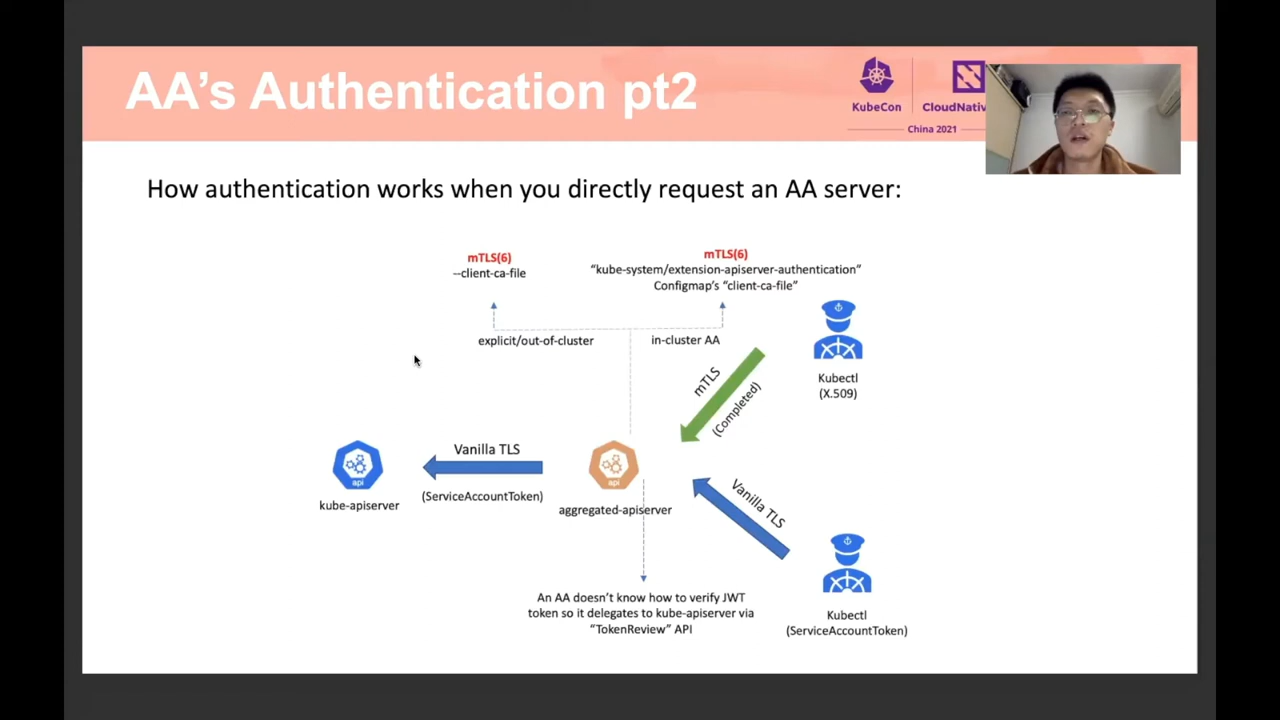 AA's Authentication pt2
KubeCon
CloudNativ
China 2021
How authentication works when you directly request an AA server:
mTLS(6)
--client-ca-file
mTLS(6)
“kube-system/extension-apiserver-authentication”
Configmap's “client-ca-file”
explicit/out-of-cluster
in-cluster AA
mTLS
(Completed)
Kubectl
(X.509)
Vanilla TLS
(ServiceAccountToken)
api
kube-apiserver
api
aggregated-apiserver
Vanilla TLS
An AA doesn't know how to verify JWT
token so it delegates to kube-apiserver via
“TokenReview” API
Kubectl
(ServiceAccountToken)